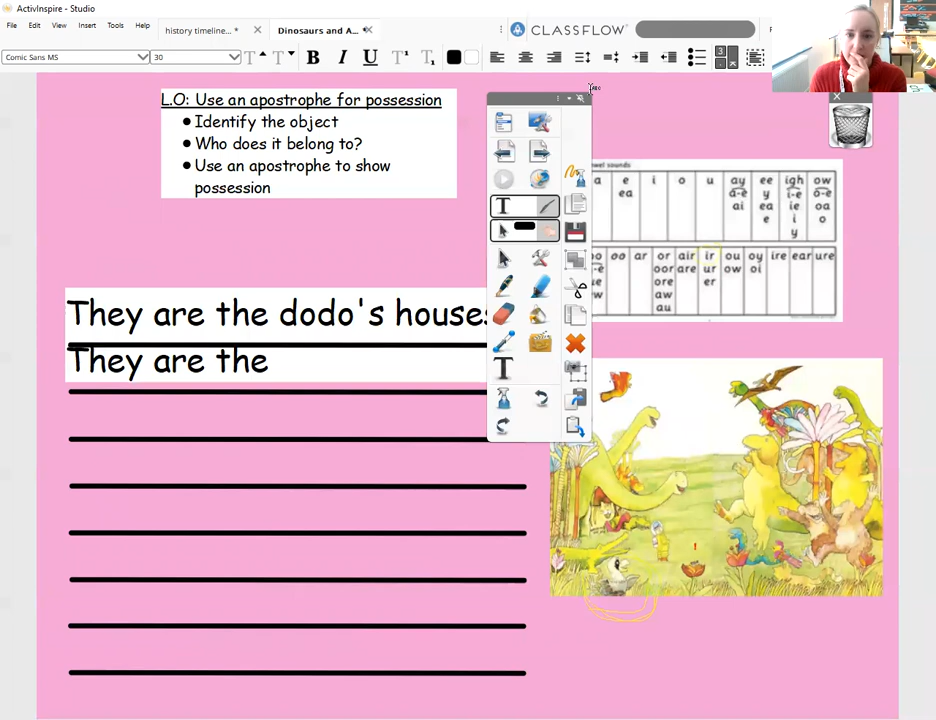 ActivInspire - Studio
File Edit View Insert Tools Help
history timeline... *
Dinosaurs and A...
CLASSFLOW
Comic Sans MS
30
L.O: Use an apostrophe for possession
Identify the object
Who does it belong to?
Use an apostrophe to show
possession
They are the dodo's houses
They are the
vowel sounds
a e i o u ay ee igh ow
ea a-e y i-e o-e
ai ea ie oa
e i o
y
oo ar or air ir ou oy ire ear ure
oor are ur ow oi
ore er
aw
au